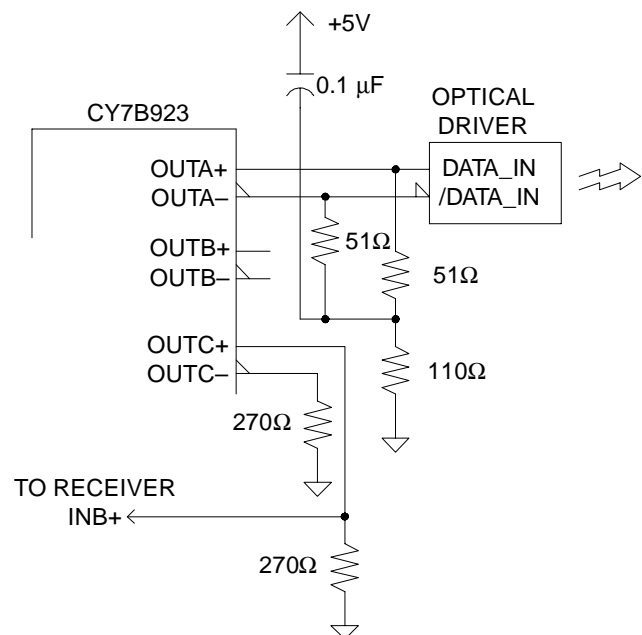 +5V
0.1 μF
CY7B923
OPTICAL
DRIVER
OUTA+
DATA_IN
OUTA–
/DATA_IN
51Ω
OUTB+
51Ω
OUTB–
OUTC+
110Ω
OUTC–
270Ω
TO RECEIVER
INB+
270Ω